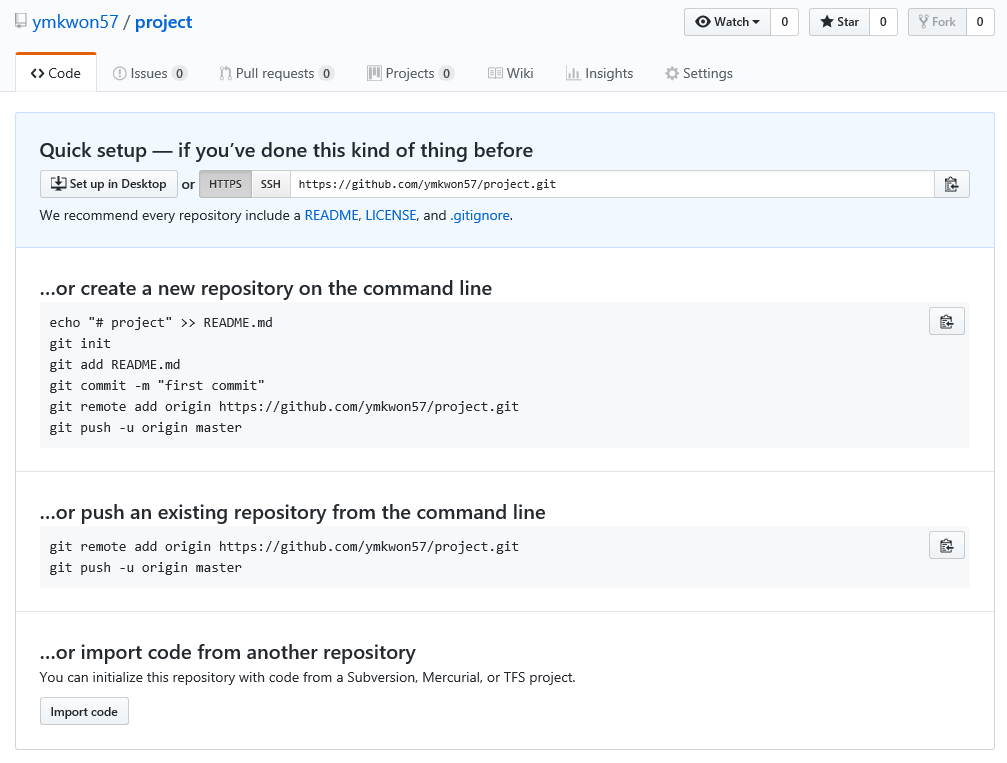 ymkwon57 / project
Watch 0 Star 0 Fork 0
Code Issues 0 Pull requests 0 Projects 0 Wiki Insights Settings
Quick setup — if you’ve done this kind of thing before
Set up in Desktop or HTTPS SSH https://github.com/ymkwon57/project.git
We recommend every repository include a README, LICENSE, and .gitignore.
…or create a new repository on the command line
echo "# project" >> README.md
git init
git add README.md
git commit -m "first commit"
git remote add origin https://github.com/ymkwon57/project.git
git push -u origin master
…or push an existing repository from the command line
git remote add origin https://github.com/ymkwon57/project.git
git push -u origin master
…or import code from another repository
You can initialize this repository with code from a Subversion, Mercurial, or TFS project.
Import code